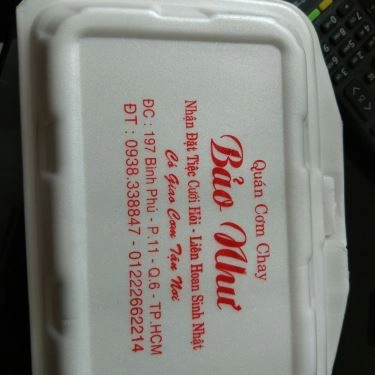 Quán Cơm Chay
Bảo Như
Nhận Đặt Tiệc Cưới Hỏi - Liên Hoan Sinh Nhật
Có Giao Cơm Tận Nơi
ĐC : 197 Bình Phú - P.11 - Q.6 - TP.HCM
ĐT : 0938.338847 - 01222662214